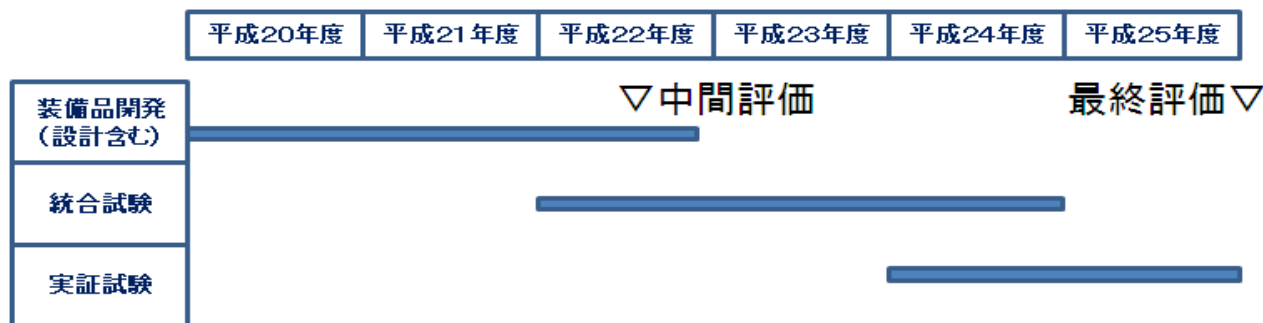 平成20年度 平成21年度 平成22年度 平成23年度 平成24年度 平成25年度
▽中間評価 最終評価▽
装備品開発
(設計含む)
統合試験
実証試験